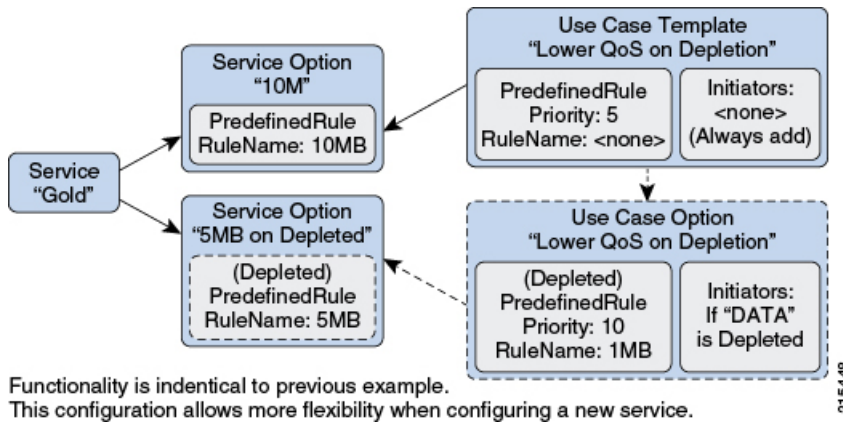 Service
“Gold”
Service Option
“10M”
PredefinedRule
RuleName: 10MB
Service Option
“5MB on Depleted”
(Depleted)
PredefinedRule
RuleName: 5MB
Use Case Template
“Lower QoS on Depletion”
PredefinedRule
Priority: 5
RuleName: <none>
Initiators:
<none>
(Always add)
Use Case Option
“Lower QoS on Depletion”
(Depleted)
PredefinedRule
Priority: 10
RuleName: 1MB
Initiators:
If “DATA”
is Depleted
Functionality is indentical to previous example.
This configuration allows more flexibility when configuring a new service.